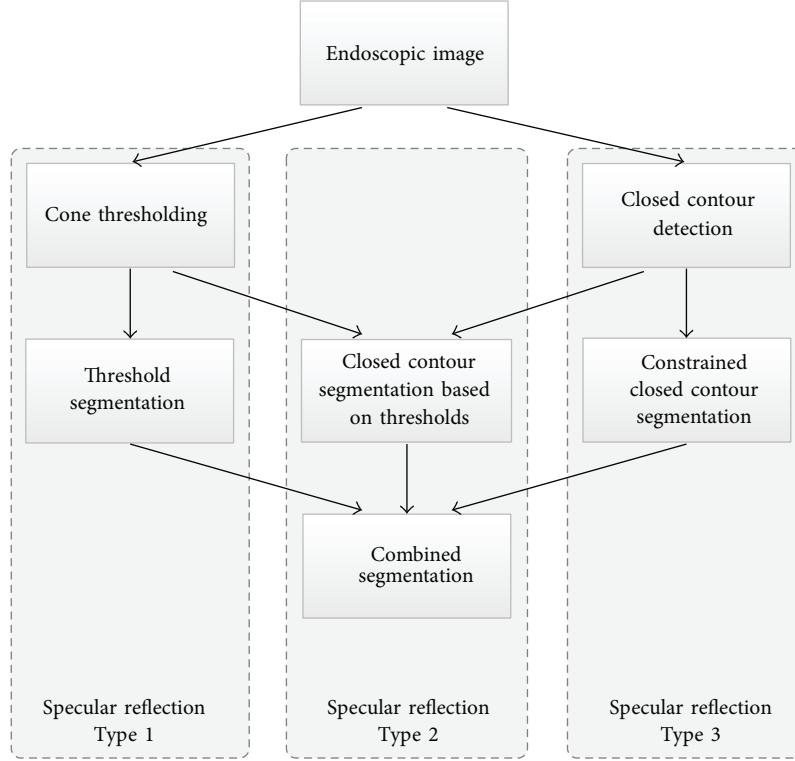 Endoscopic image
Cone thresholding
Closed contour
detection
Threshold
segmentation
Closed contour
segmentation based
on thresholds
Constrained
closed contour
segmentation
Combined
segmentation
Specular reflection
Type 1
Specular reflection
Type 2
Specular reflection
Type 3